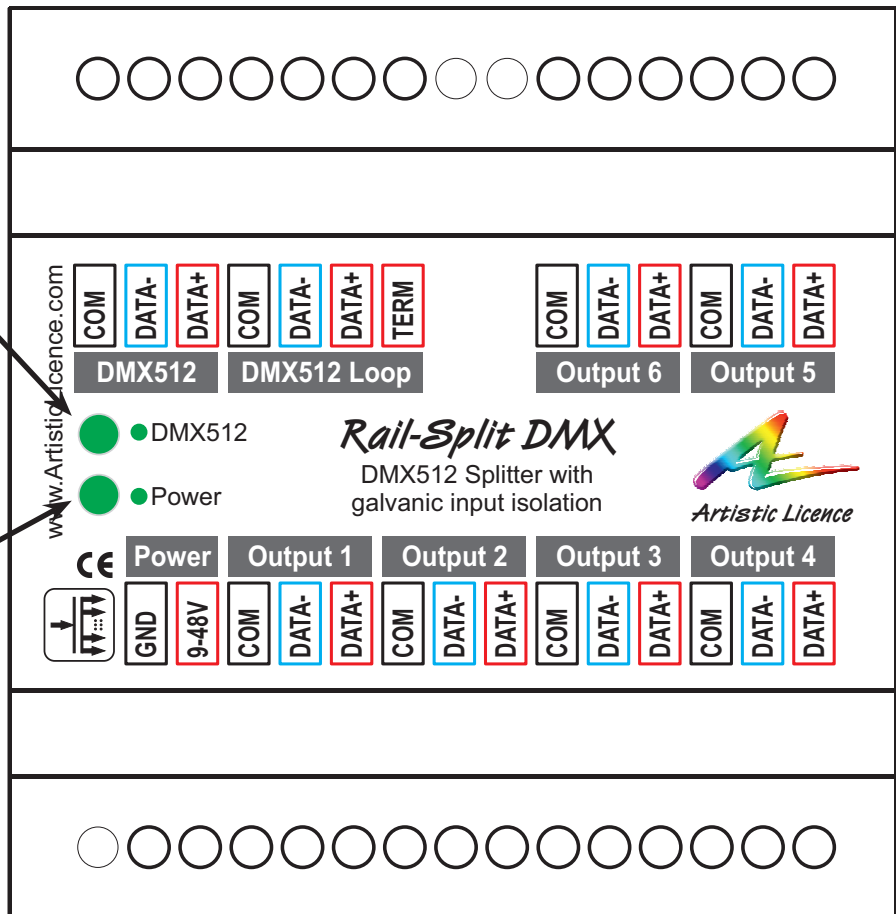 www.ArtisticLicence.com
COM DATA- DATA+ COM DATA- DATA+ TERM COM DATA- DATA+ COM DATA- DATA+
DMX512 DMX512 Loop Output 6 Output 5
DMX512
Power
Rail-Split DMX
DMX512 Splitter with
galvanic input isolation
Artistic Licence
CE Power Output 1 Output 2 Output 3 Output 4
GND 9-48V COM DATA- DATA+ COM DATA- DATA+ COM DATA- DATA+ COM DATA- DATA+